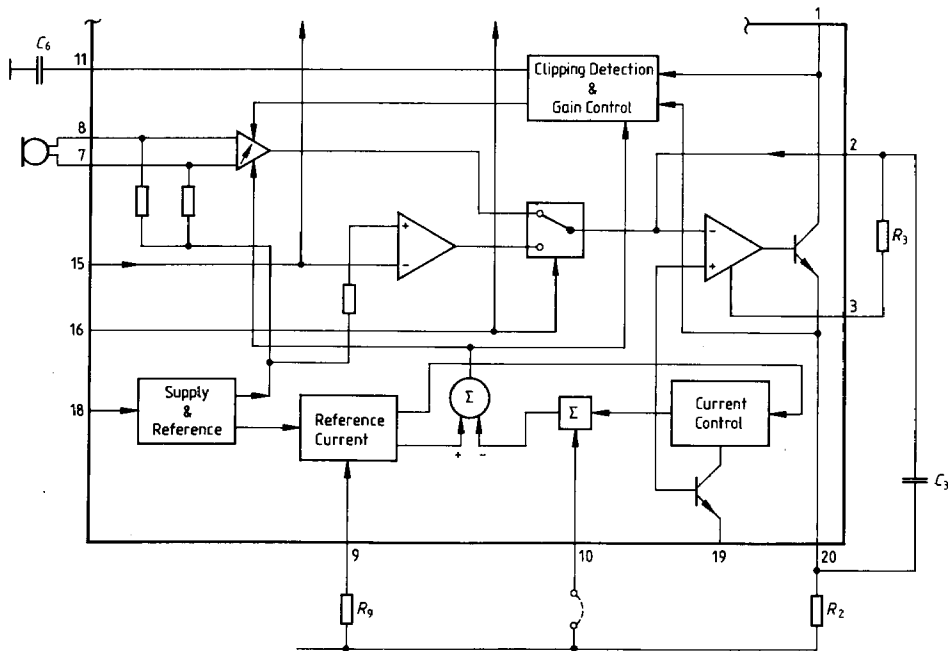 1
C6
11
Clipping Detection
&
Gain Control
8
7
2
+
-
-
+
R3
15
3
16
18
Supply
&
Reference
Reference
Current
Σ
+ -
Σ
Current
Control
C3
9
10
19
20
R9
R2